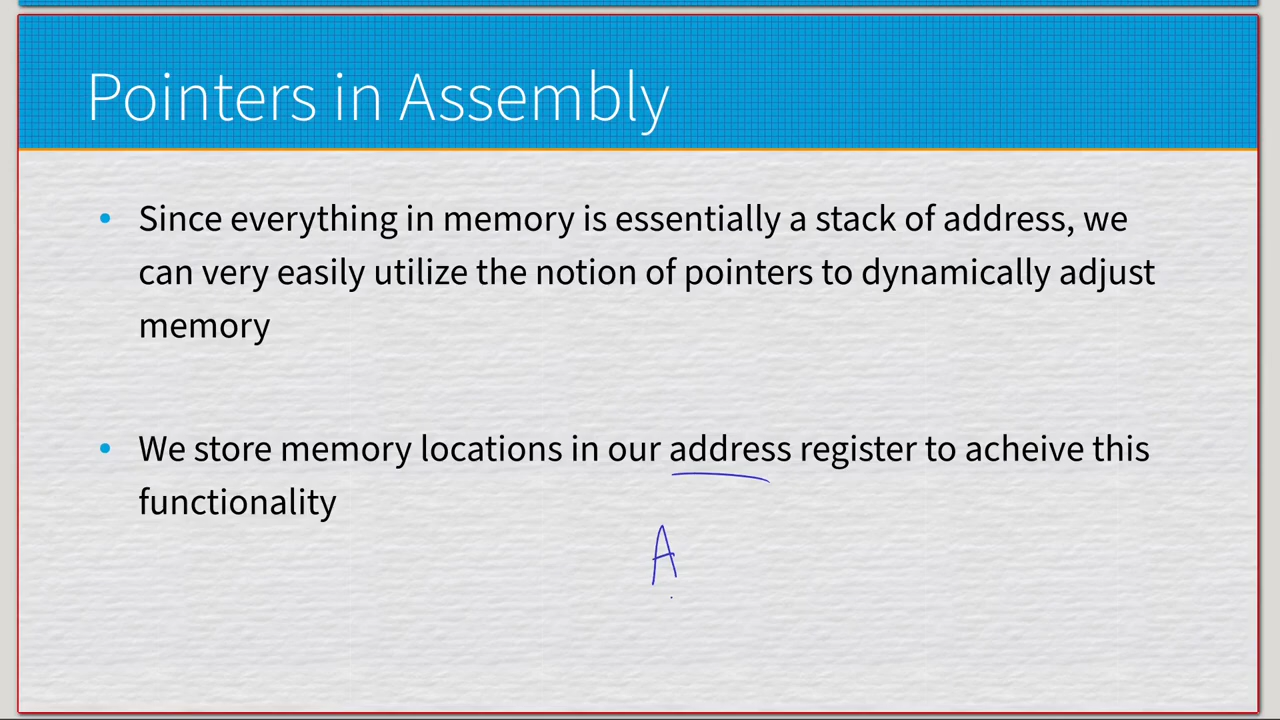 Pointers in Assembly
• Since everything in memory is essentially a stack of address, we
can very easily utilize the notion of pointers to dynamically adjust
memory
• We store memory locations in our address register to acheive this
functionality
A